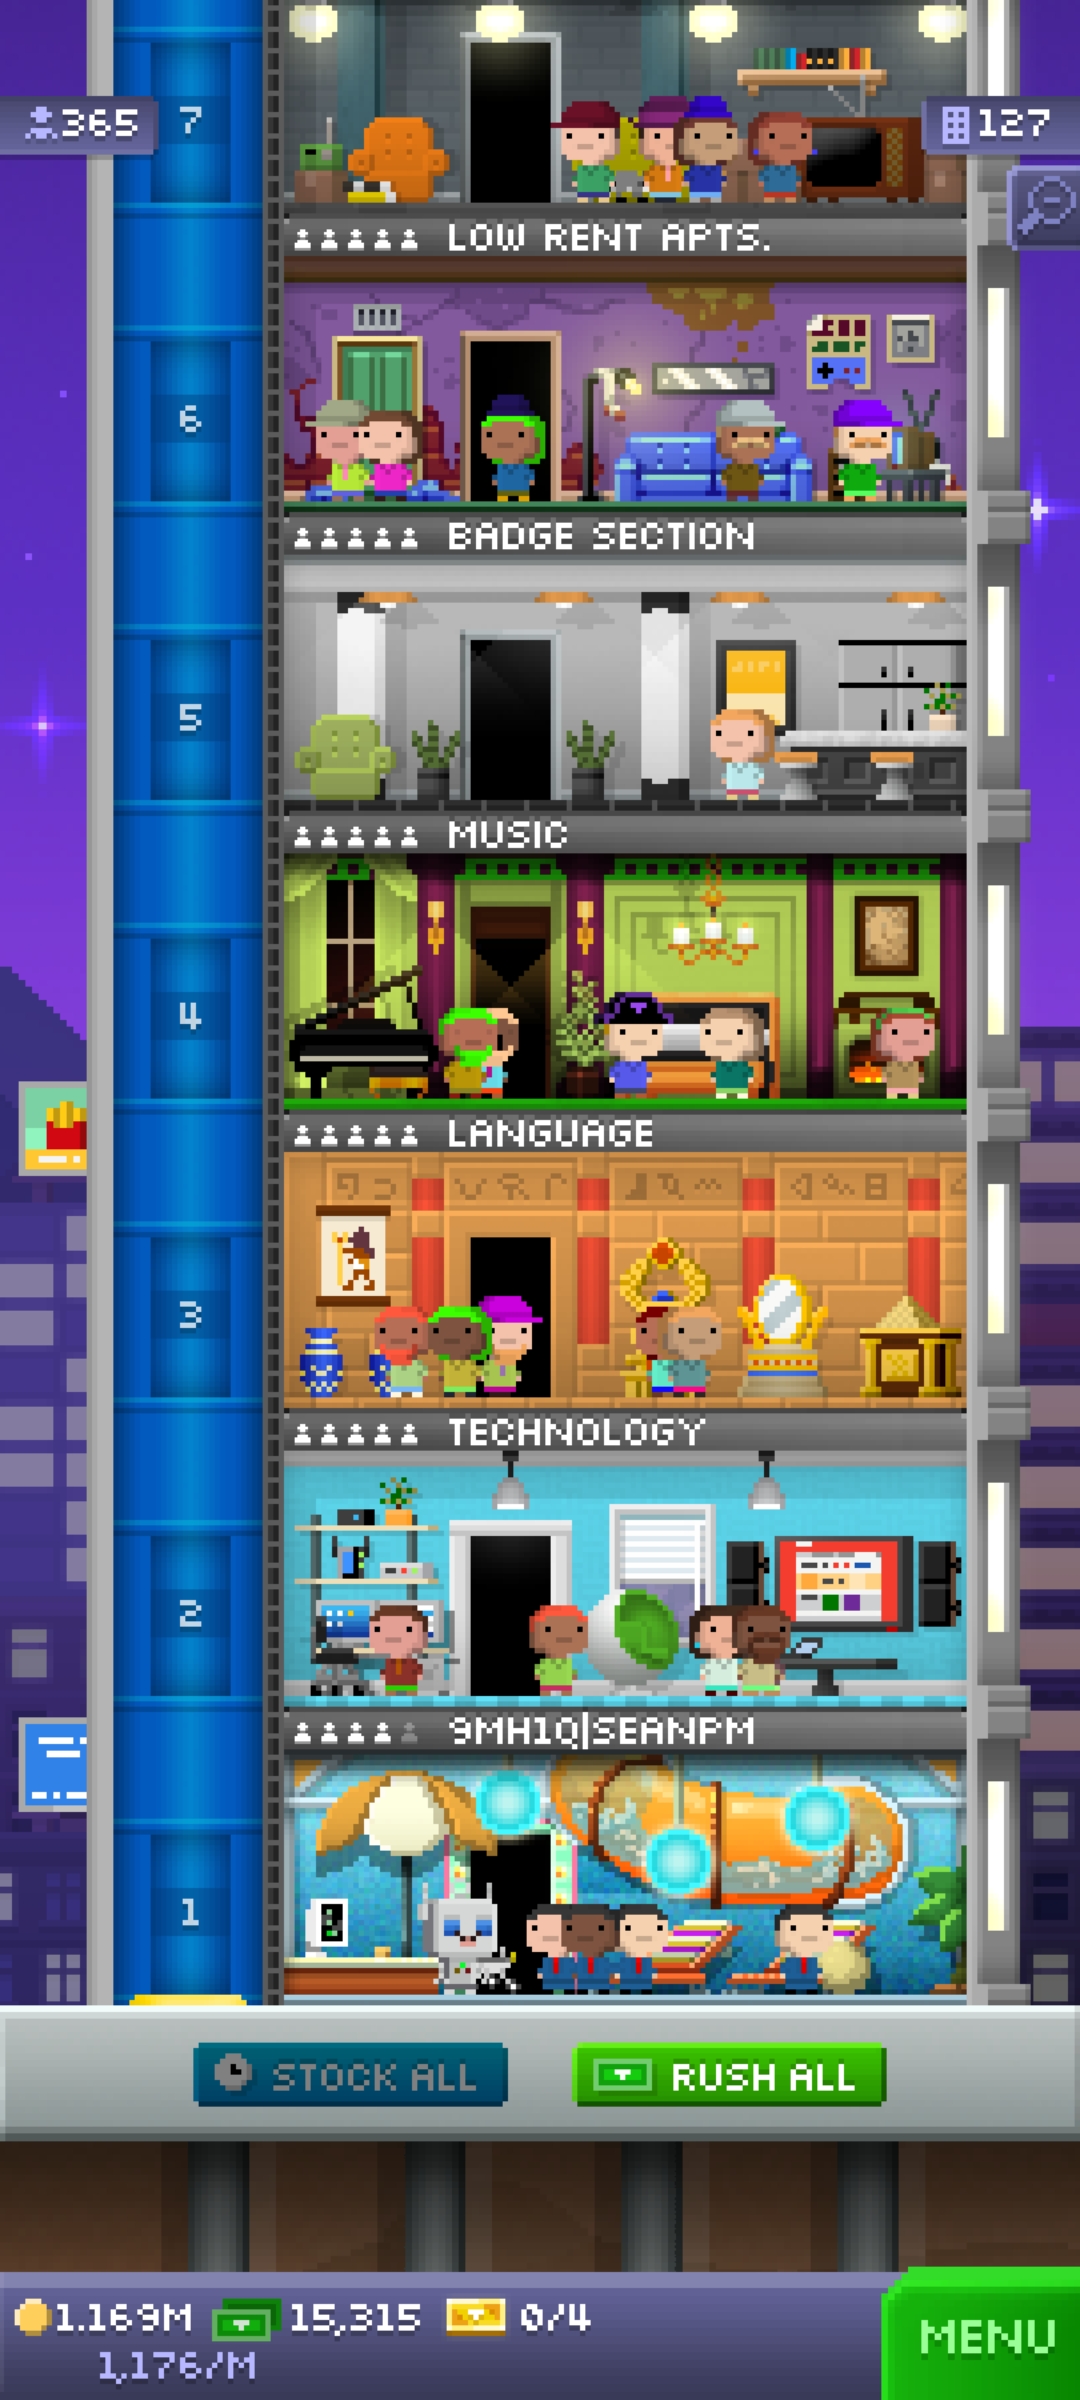 7
365
127
LOW RENT APTS.
6
BADGE SECTION
5
MUSIC
4
LANGUAGE
3
TECHNOLOGY
2
9MH1Q|SEANPM
1
STOCK ALL
RUSH ALL
1.169M 15,315 0/4
1,176/M
MENU